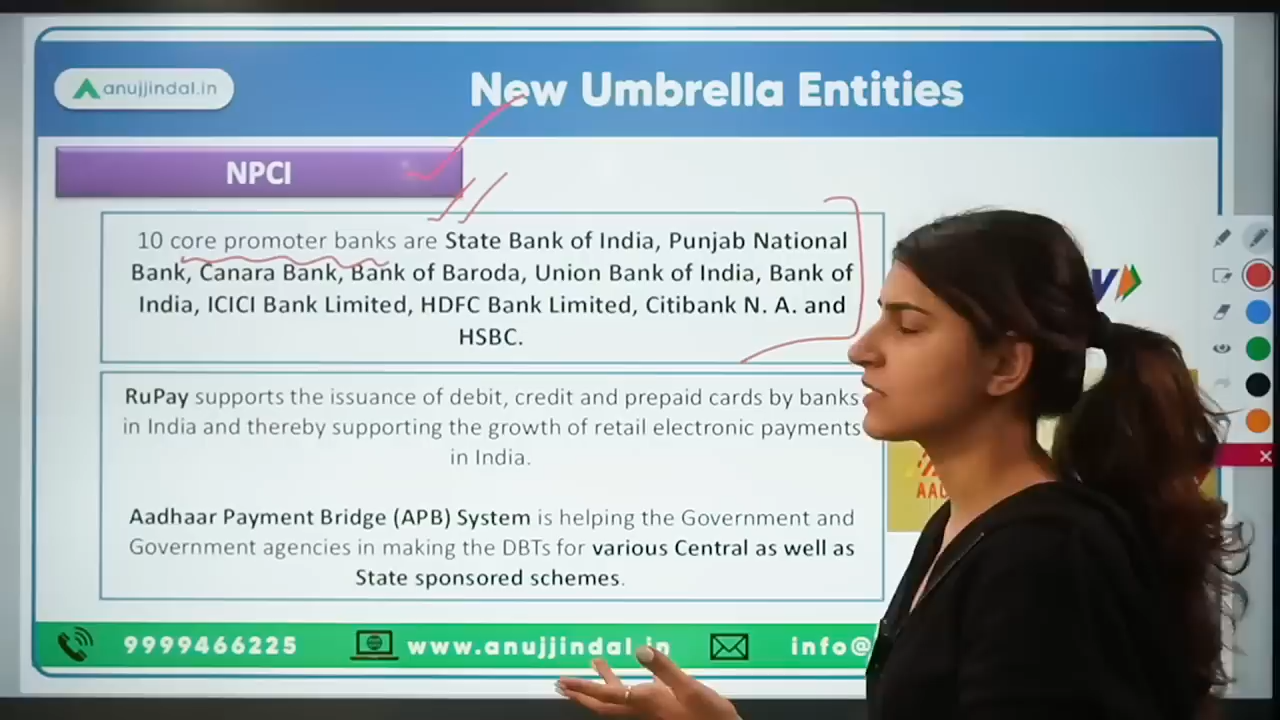 anujjindal.in
New Umbrella Entities
NPCI
10 core promoter banks are State Bank of India, Punjab National
Bank, Canara Bank, Bank of Baroda, Union Bank of India, Bank of
India, ICICI Bank Limited, HDFC Bank Limited, Citibank N. A. and
HSBC.
RuPay supports the issuance of debit, credit and prepaid cards by banks
in India and thereby supporting the growth of retail electronic payments
in India.
Aadhaar Payment Bridge (APB) System is helping the Government and
Government agencies in making the DBTs for various Central as well as
State sponsored schemes.
9999466225 www.anujjindal.in info@